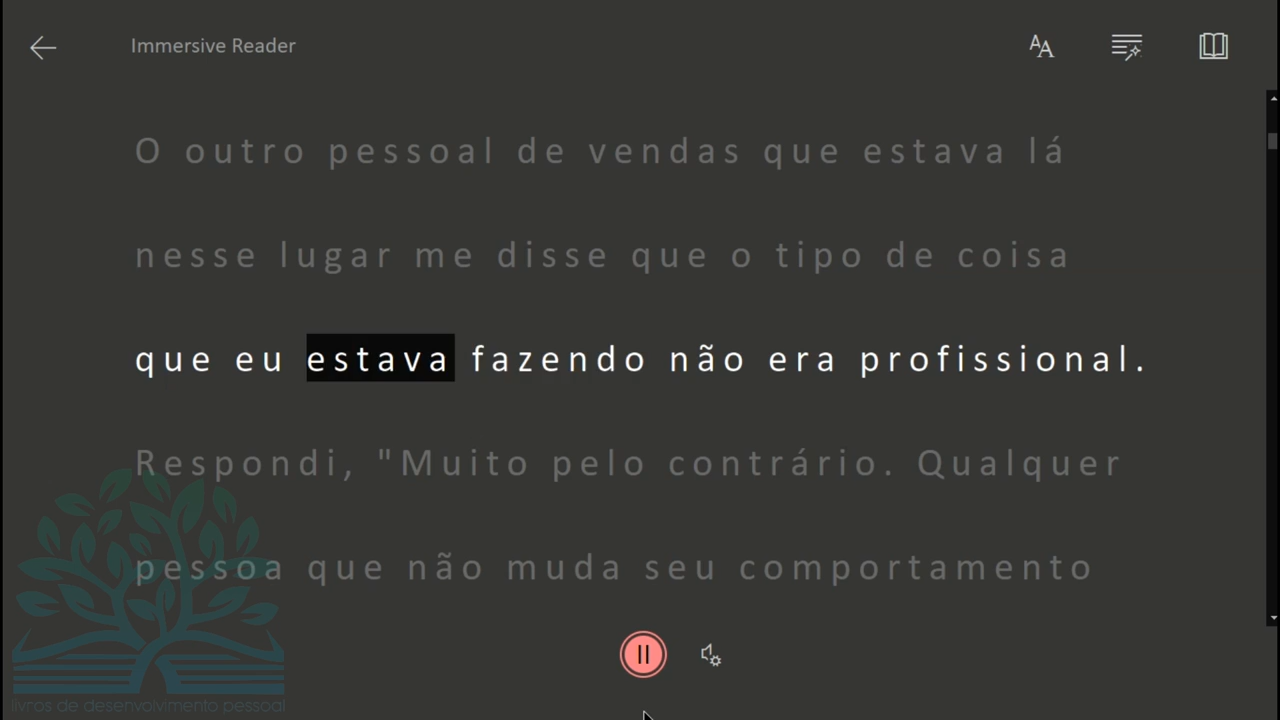 Immersive Reader
O outro pessoal de vendas que estava lá
nesse lugar me disse que o tipo de coisa
que eu estava fazendo não era profissional.
Respondi, "Muito pelo contrário. Qualquer
pessoa que não muda seu comportamento
livros de desenvolvimento pessoal